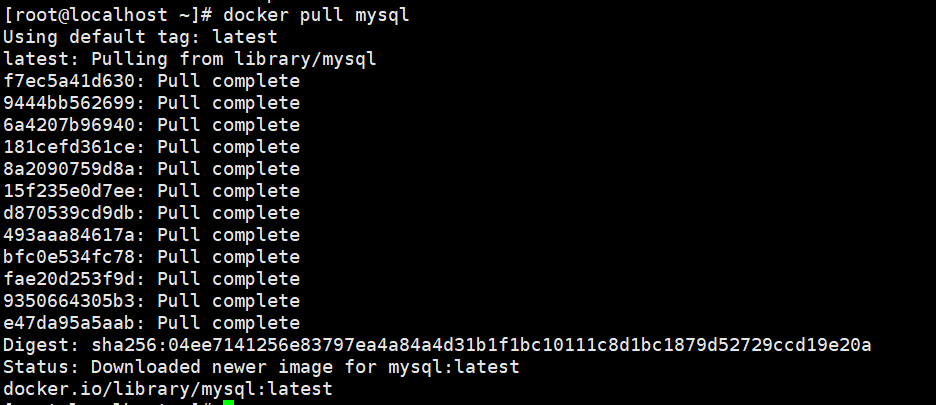 [root@localhost ~]# docker pull mysql
Using default tag: latest
latest: Pulling from library/mysql
f7ec5a41d630: Pull complete
9444bb562699: Pull complete
6a4207b96940: Pull complete
181cefd361ce: Pull complete
8a2090759d8a: Pull complete
15f235e0d7ee: Pull complete
d870539cd9db: Pull complete
493aaa84617a: Pull complete
bfc0e534fc78: Pull complete
fae20d253f9d: Pull complete
9350664305b3: Pull complete
e47da95a5aab: Pull complete
Digest: sha256:04ee7141256e83797ea4a84a4d31b1f1bc10111c8d1bc1879d52729ccd19e20a
Status: Downloaded newer image for mysql:latest
docker.io/library/mysql:latest